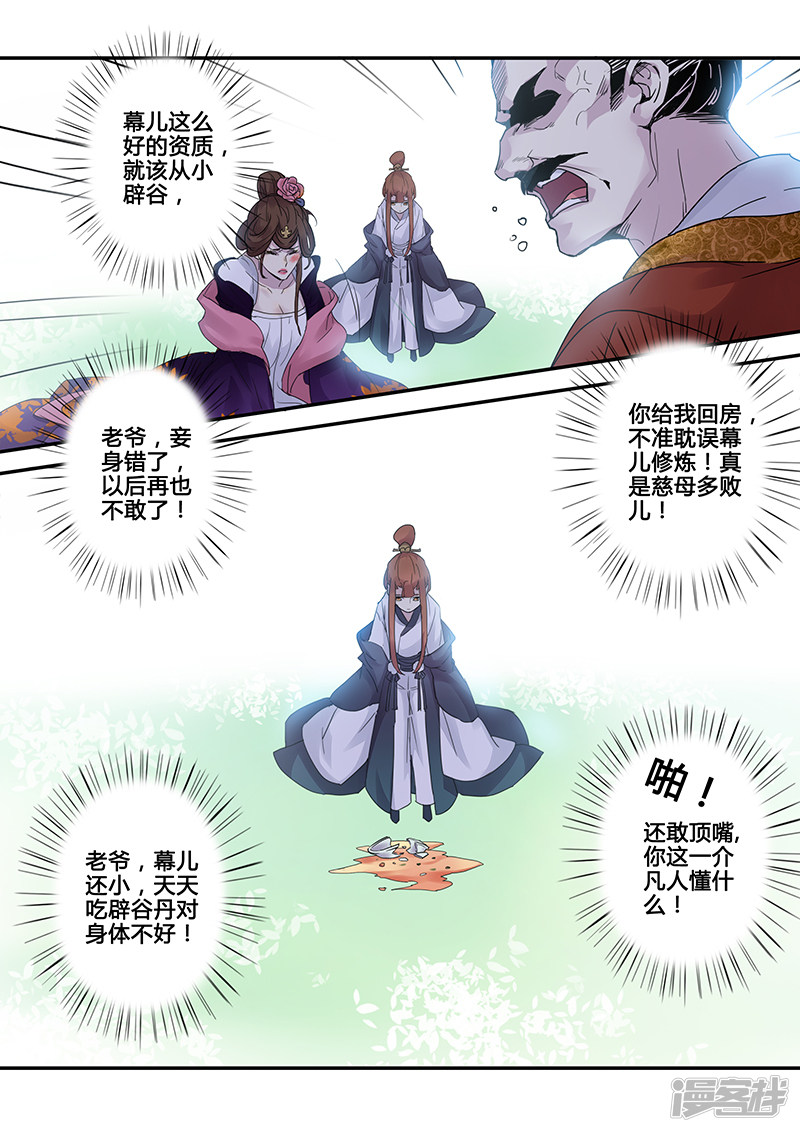 幕儿这么
好的资质，
就该从小
辟谷，
老爷，妾
身错了，
以后再也
不敢了！
你给我回房，
不准耽误幕
儿修炼！真
是慈母多败
儿！
老爷，幕儿
还小，天天
吃辟谷丹对
身体不好！
啪！
还敢顶嘴,
你这一介
凡人懂什
么！
漫客栈